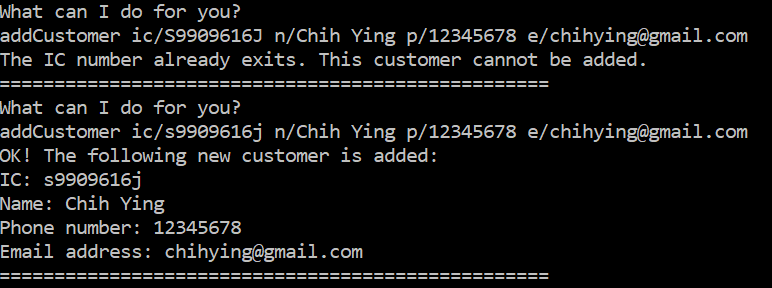 What can I do for you?
addCustomer ic/S9909616J n/Chih Ying p/12345678 e/chihying@gmail.com
The IC number already exits. This customer cannot be added.
==================================================
What can I do for you?
addCustomer ic/s9909616j n/Chih Ying p/12345678 e/chihying@gmail.com
OK! The following new customer is added:
IC: s9909616j
Name: Chih Ying
Phone number: 12345678
Email address: chihying@gmail.com
==================================================